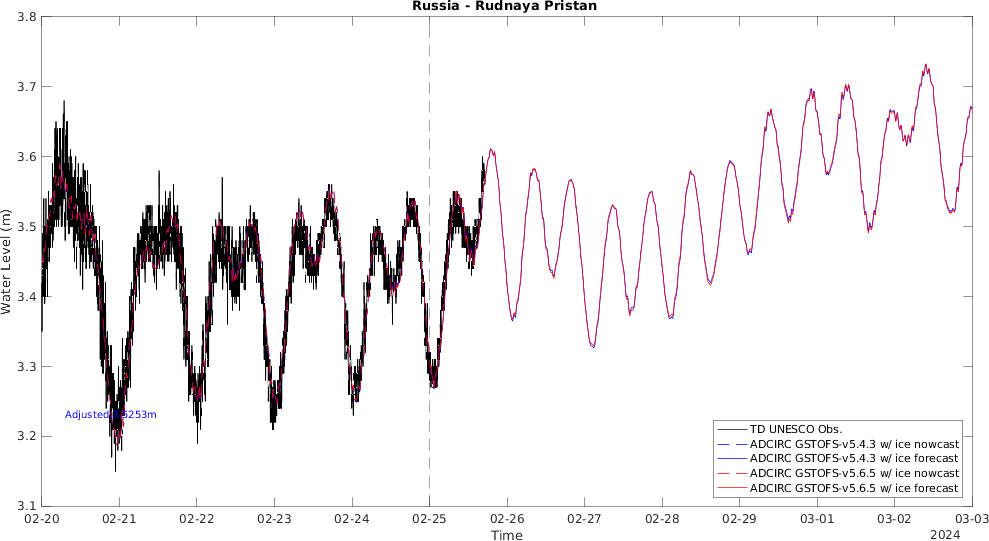 Russia - Rudnaya Pristan
3.8
3.7
3.6
3.5
3.4
3.3
3.2
3.1
Water Level (m)
Adjusted 5253m
TD UNESCO Obs.
ADCIRC GSTOFS-v5.4.3 w/ ice nowcast
ADCIRC GSTOFS-v5.4.3 w/ ice forecast
ADCIRC GSTOFS-v5.6.5 w/ ice nowcast
ADCIRC GSTOFS-v5.6.5 w/ ice forecast
02-20 02-21 02-22 02-23 02-24 02-25 02-26 02-27 02-28 02-29 03-01 03-02 03-03
Time
2024